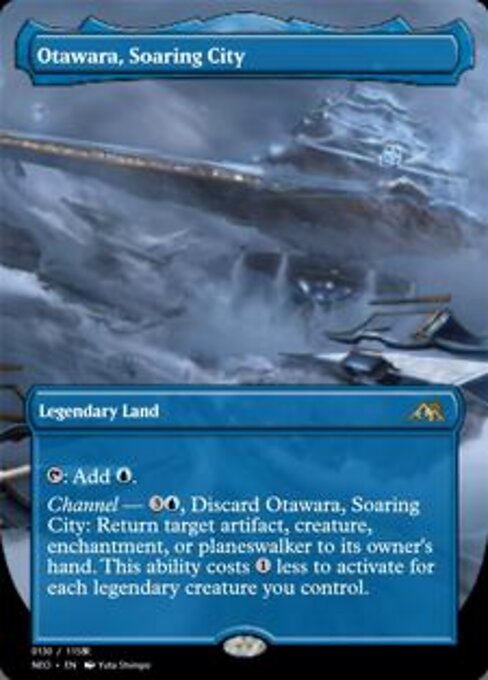 Otawara, Soaring City
Legendary Land
: Add .
Channel — 3, Discard Otawara, Soaring
City: Return target artifact, creature,
enchantment, or planeswalker to its owner's
hand. This ability costs 1 less to activate for
each legendary creature you control.
NEO • EN Yuta Shimpo